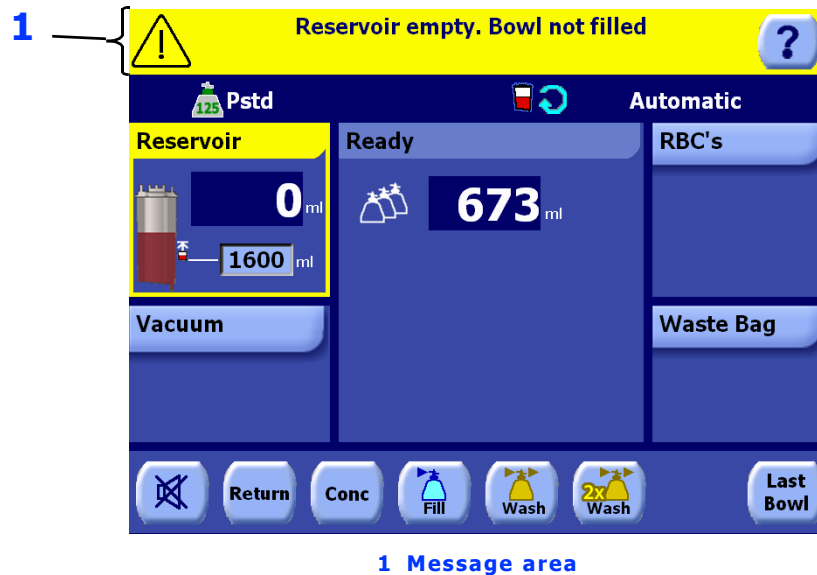 1
Reservoir empty. Bowl not filled
?
125 Pstd
Automatic
Reservoir
Ready
RBC's
0 ml
673 ml
1600 ml
Vacuum
Waste Bag
Return
Conc
Fill
Wash
2x
Wash
Last
Bowl
1 Message area